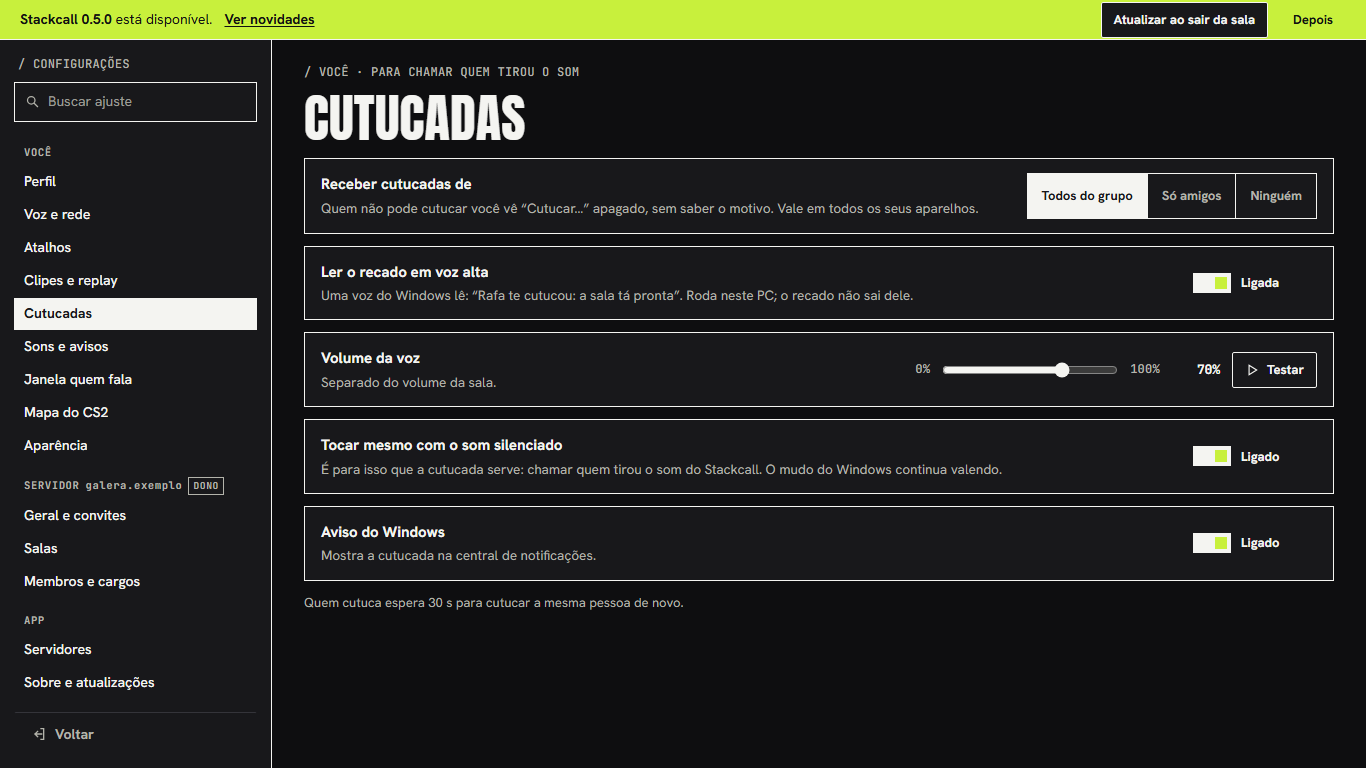 Stackcall 0.5.0 está disponível. Ver novidades
Atualizar ao sair da sala
Depois
/ CONFIGURAÇÕES
Buscar ajuste
VOCÊ
Perfil
Voz e rede
Atalhos
Clipes e replay
Cutucadas
Sons e avisos
Janela quem fala
Mapa do CS2
Aparência
SERVIDOR galera.exemplo DONO
Geral e convites
Salas
Membros e cargos
APP
Servidores
Sobre e atualizações
Voltar
/ VOCÊ · PARA CHAMAR QUEM TIROU O SOM
CUTUCADAS
Receber cutucadas de
Quem não pode cutucar você vê “Cutucar…” apagado, sem saber o motivo. Vale em todos os seus aparelhos.
Todos do grupo
Só amigos
Ninguém
Ler o recado em voz alta
Uma voz do Windows lê: “Rafa te cutucou: a sala tá pronta”. Roda neste PC; o recado não sai dele.
Ligada
Volume da voz
Separado do volume da sala.
0% 100% 70% Testar
Tocar mesmo com o som silenciado
É para isso que a cutucada serve: chamar quem tirou o som do Stackcall. O mudo do Windows continua valendo.
Ligado
Aviso do Windows
Mostra a cutucada na central de notificações.
Ligado
Quem cutuca espera 30 s para cutucar a mesma pessoa de novo.